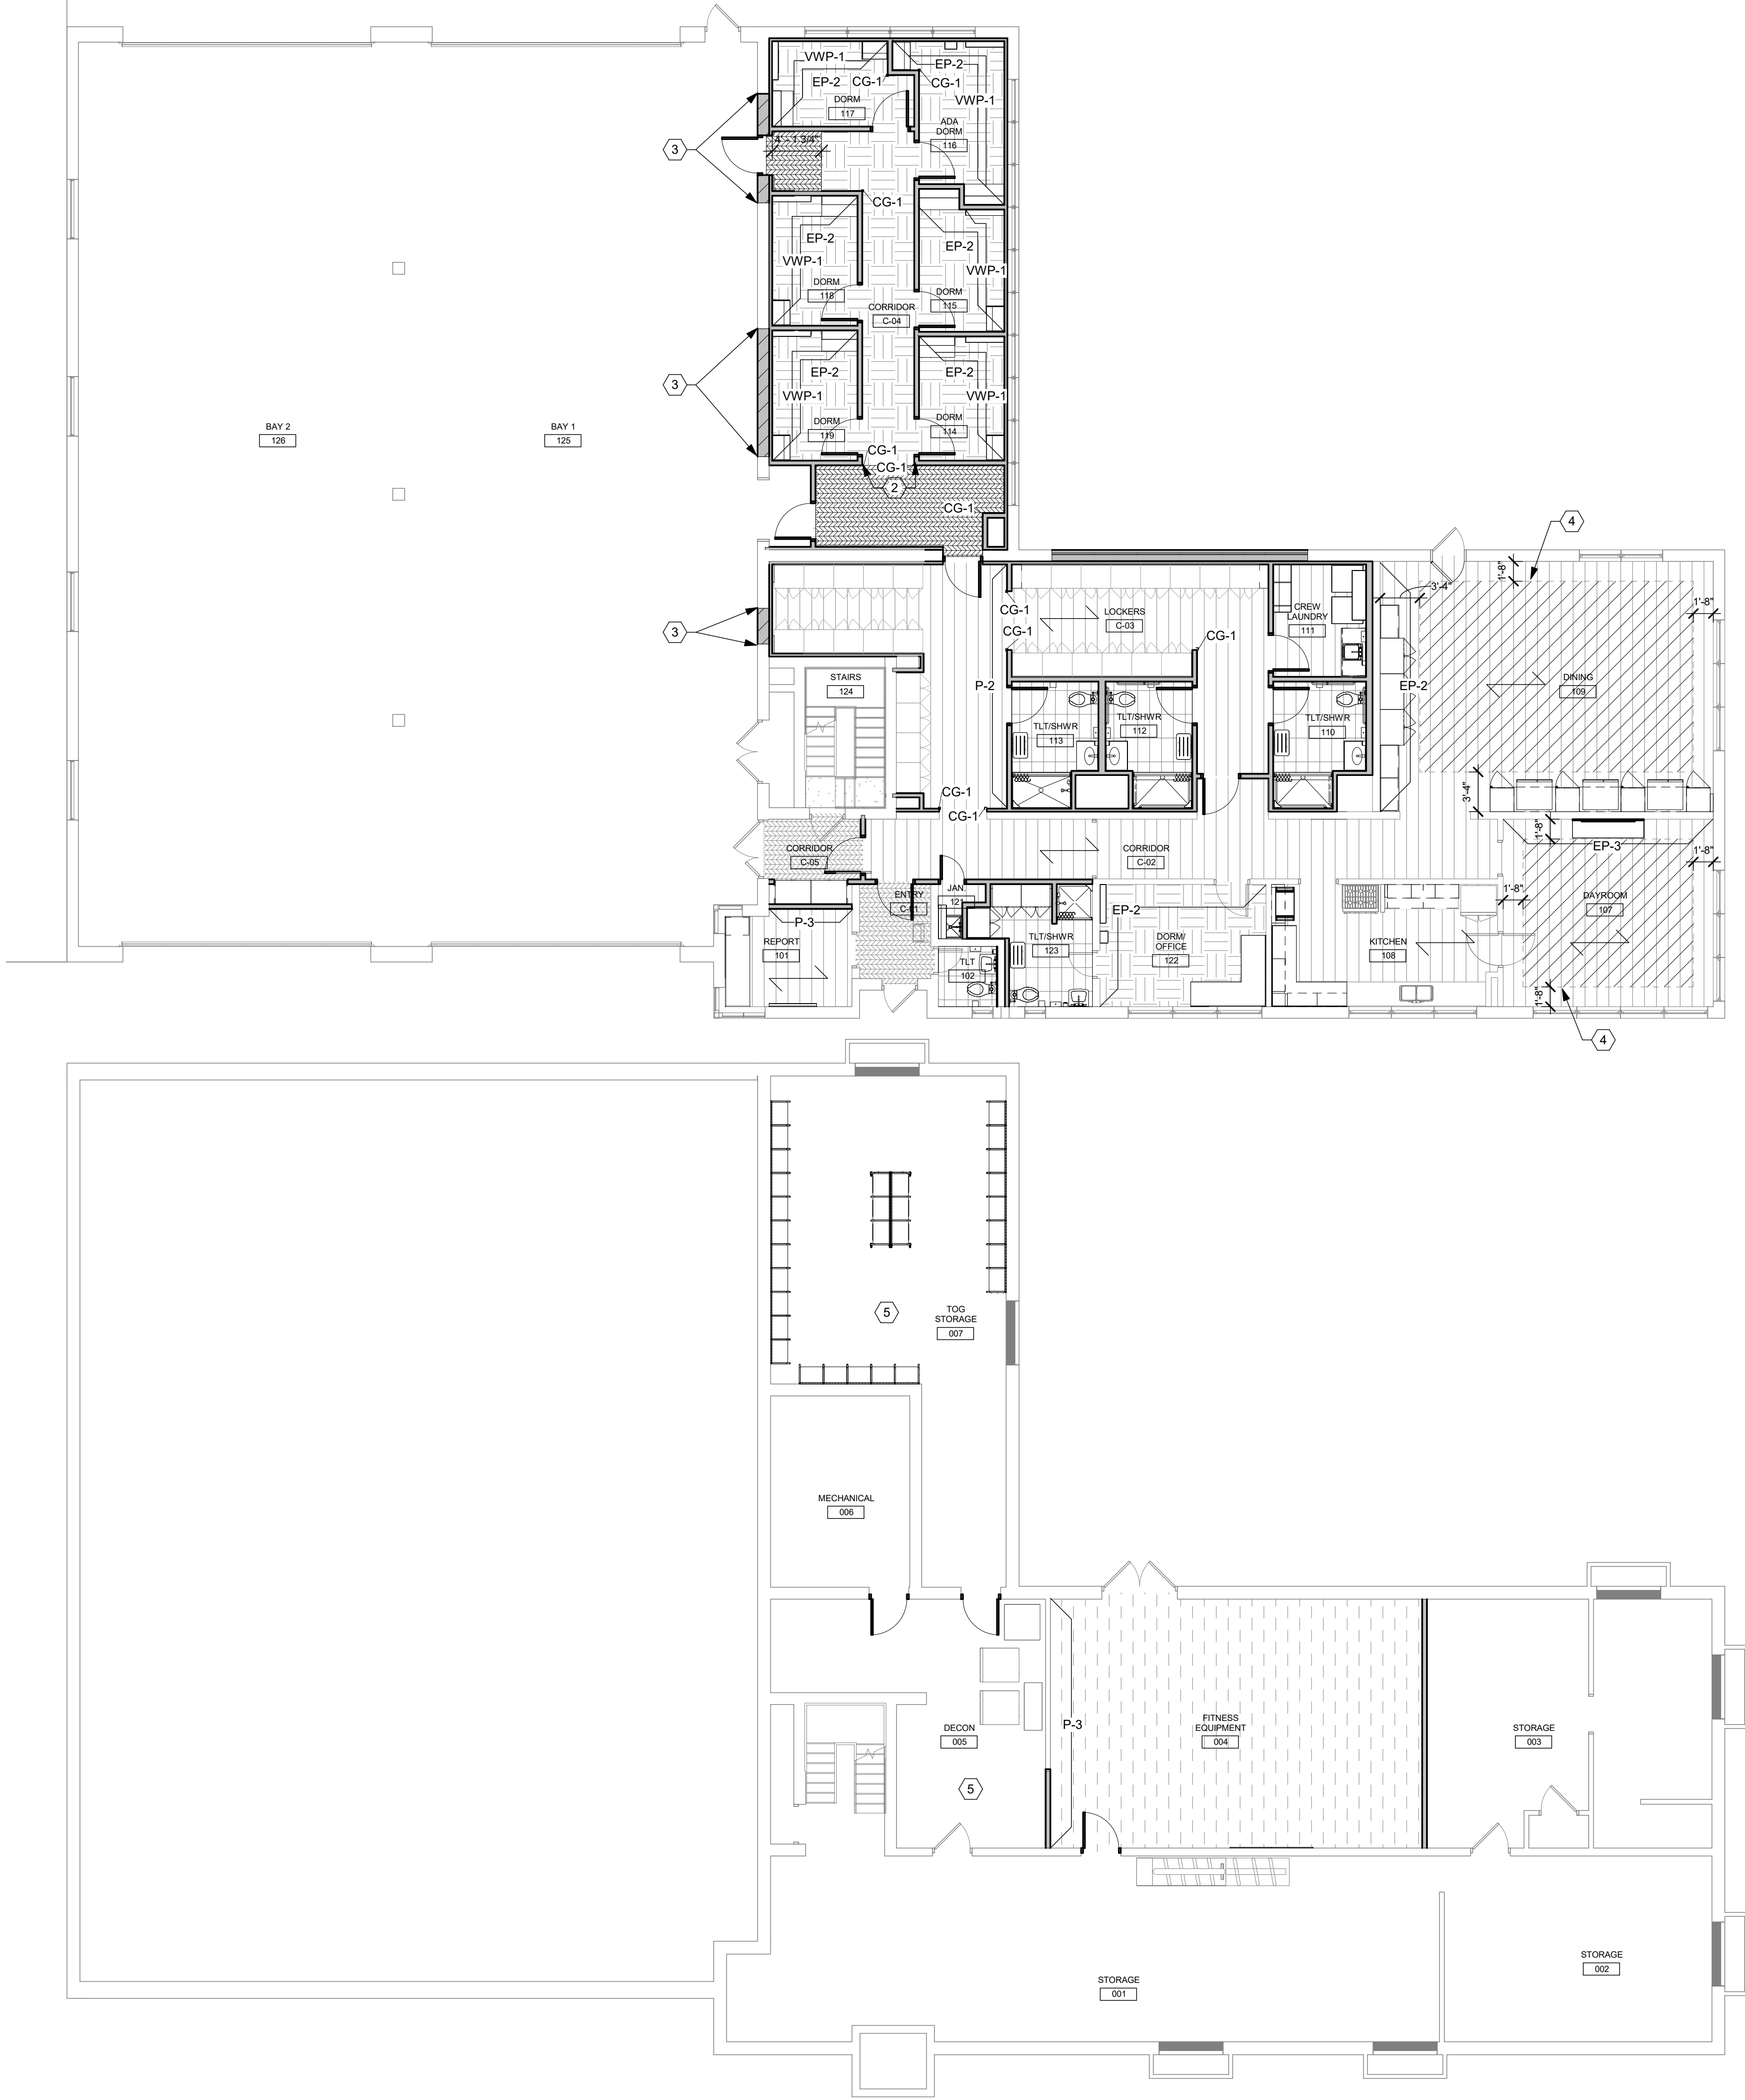 VWP-1
EP-2
CG-1
DORM
117
EP-2
CG-1
VWP-1
ADA
DORM
116
4' - 1 3/4"
3
CG-1
EP-2
VWP-1
DORM
118
EP-2
VWP-1
DORM
115
CORRIDOR
C-04
3
EP-2
VWP-1
DORM
119
EP-2
VWP-1
DORM
114
CG-1
CG-1
2
CG-1
BAY 2
126
BAY 1
125
4
1'-8"
3'-4"
1'-8"
3
CG-1
CG-1
LOCKERS
C-03
CG-1
CREW
LAUNDRY
111
STAIRS
124
P-2
EP-2
DINING
109
TLT/SHWR
113
TLT/SHWR
112
TLT/SHWR
110
CG-1
CG-1
3'-4"
1'-8"
EP-3
1'-8"
CORRIDOR
C-05
CORRIDOR
C-02
ENTRY
C-01
JAN.
121
EP-2
1'-8"
DAYROOM
107
P-3
REPORT
101
TLT
102
TLT/SHWR
123
DORM/
OFFICE
122
KITCHEN
108
1'-8"
4
5
TOG
STORAGE
007
MECHANICAL
006
DECON
005
5
P-3
FITNESS
EQUIPMENT
004
STORAGE
003
STORAGE
001
STORAGE
002